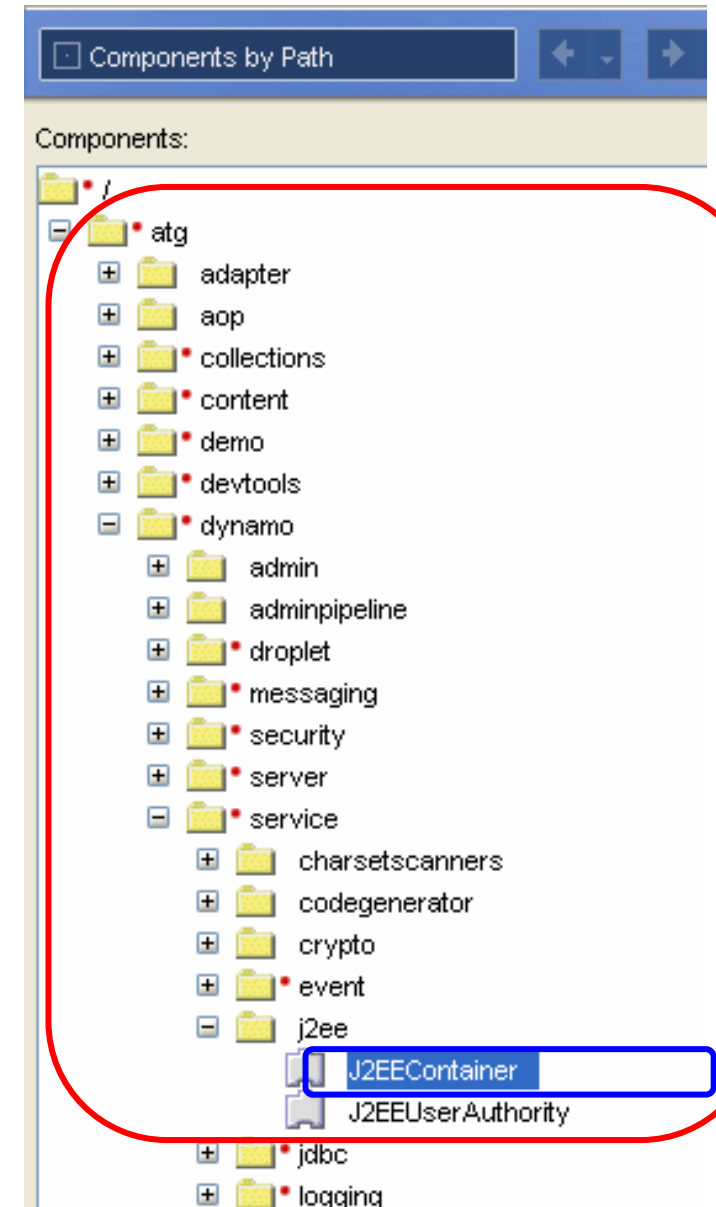 Components by Path
Components:
/
atg
adapter
aop
collections
content
demo
devtools
dynamo
admin
adminpipeline
droplet
messaging
security
server
service
charsetscanners
codegenerator
crypto
event
j2ee
J2EEContainer
J2EEUserAuthority
jdbc
logging